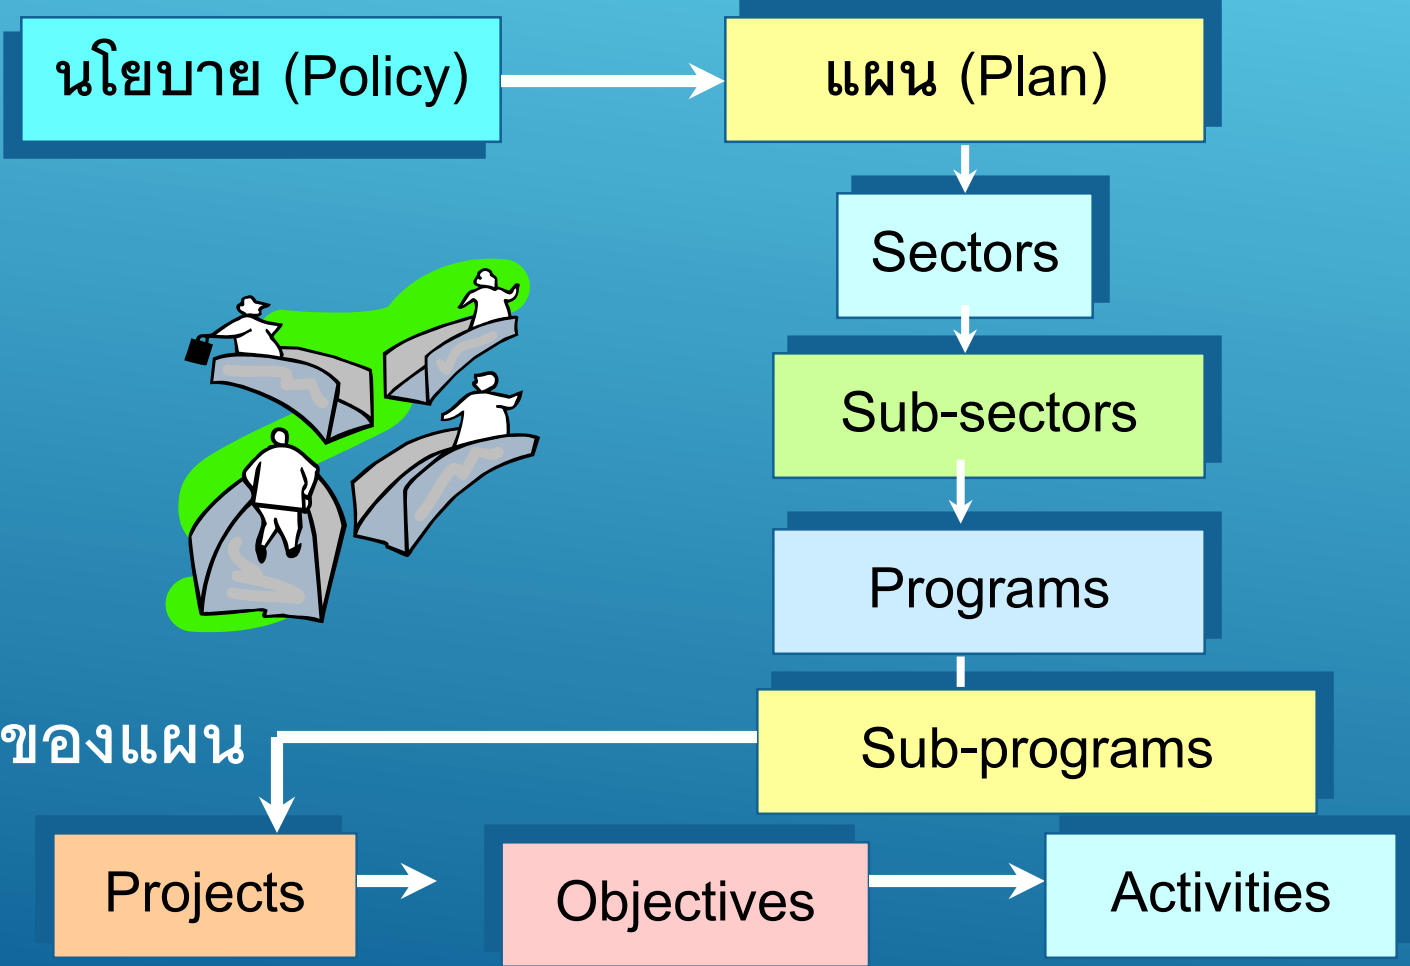 นโยบาย (Policy)
แผน (Plan)
Sectors
Sub-sectors
Programs
Sub-programs
ของแผน
Projects
Objectives
Activities